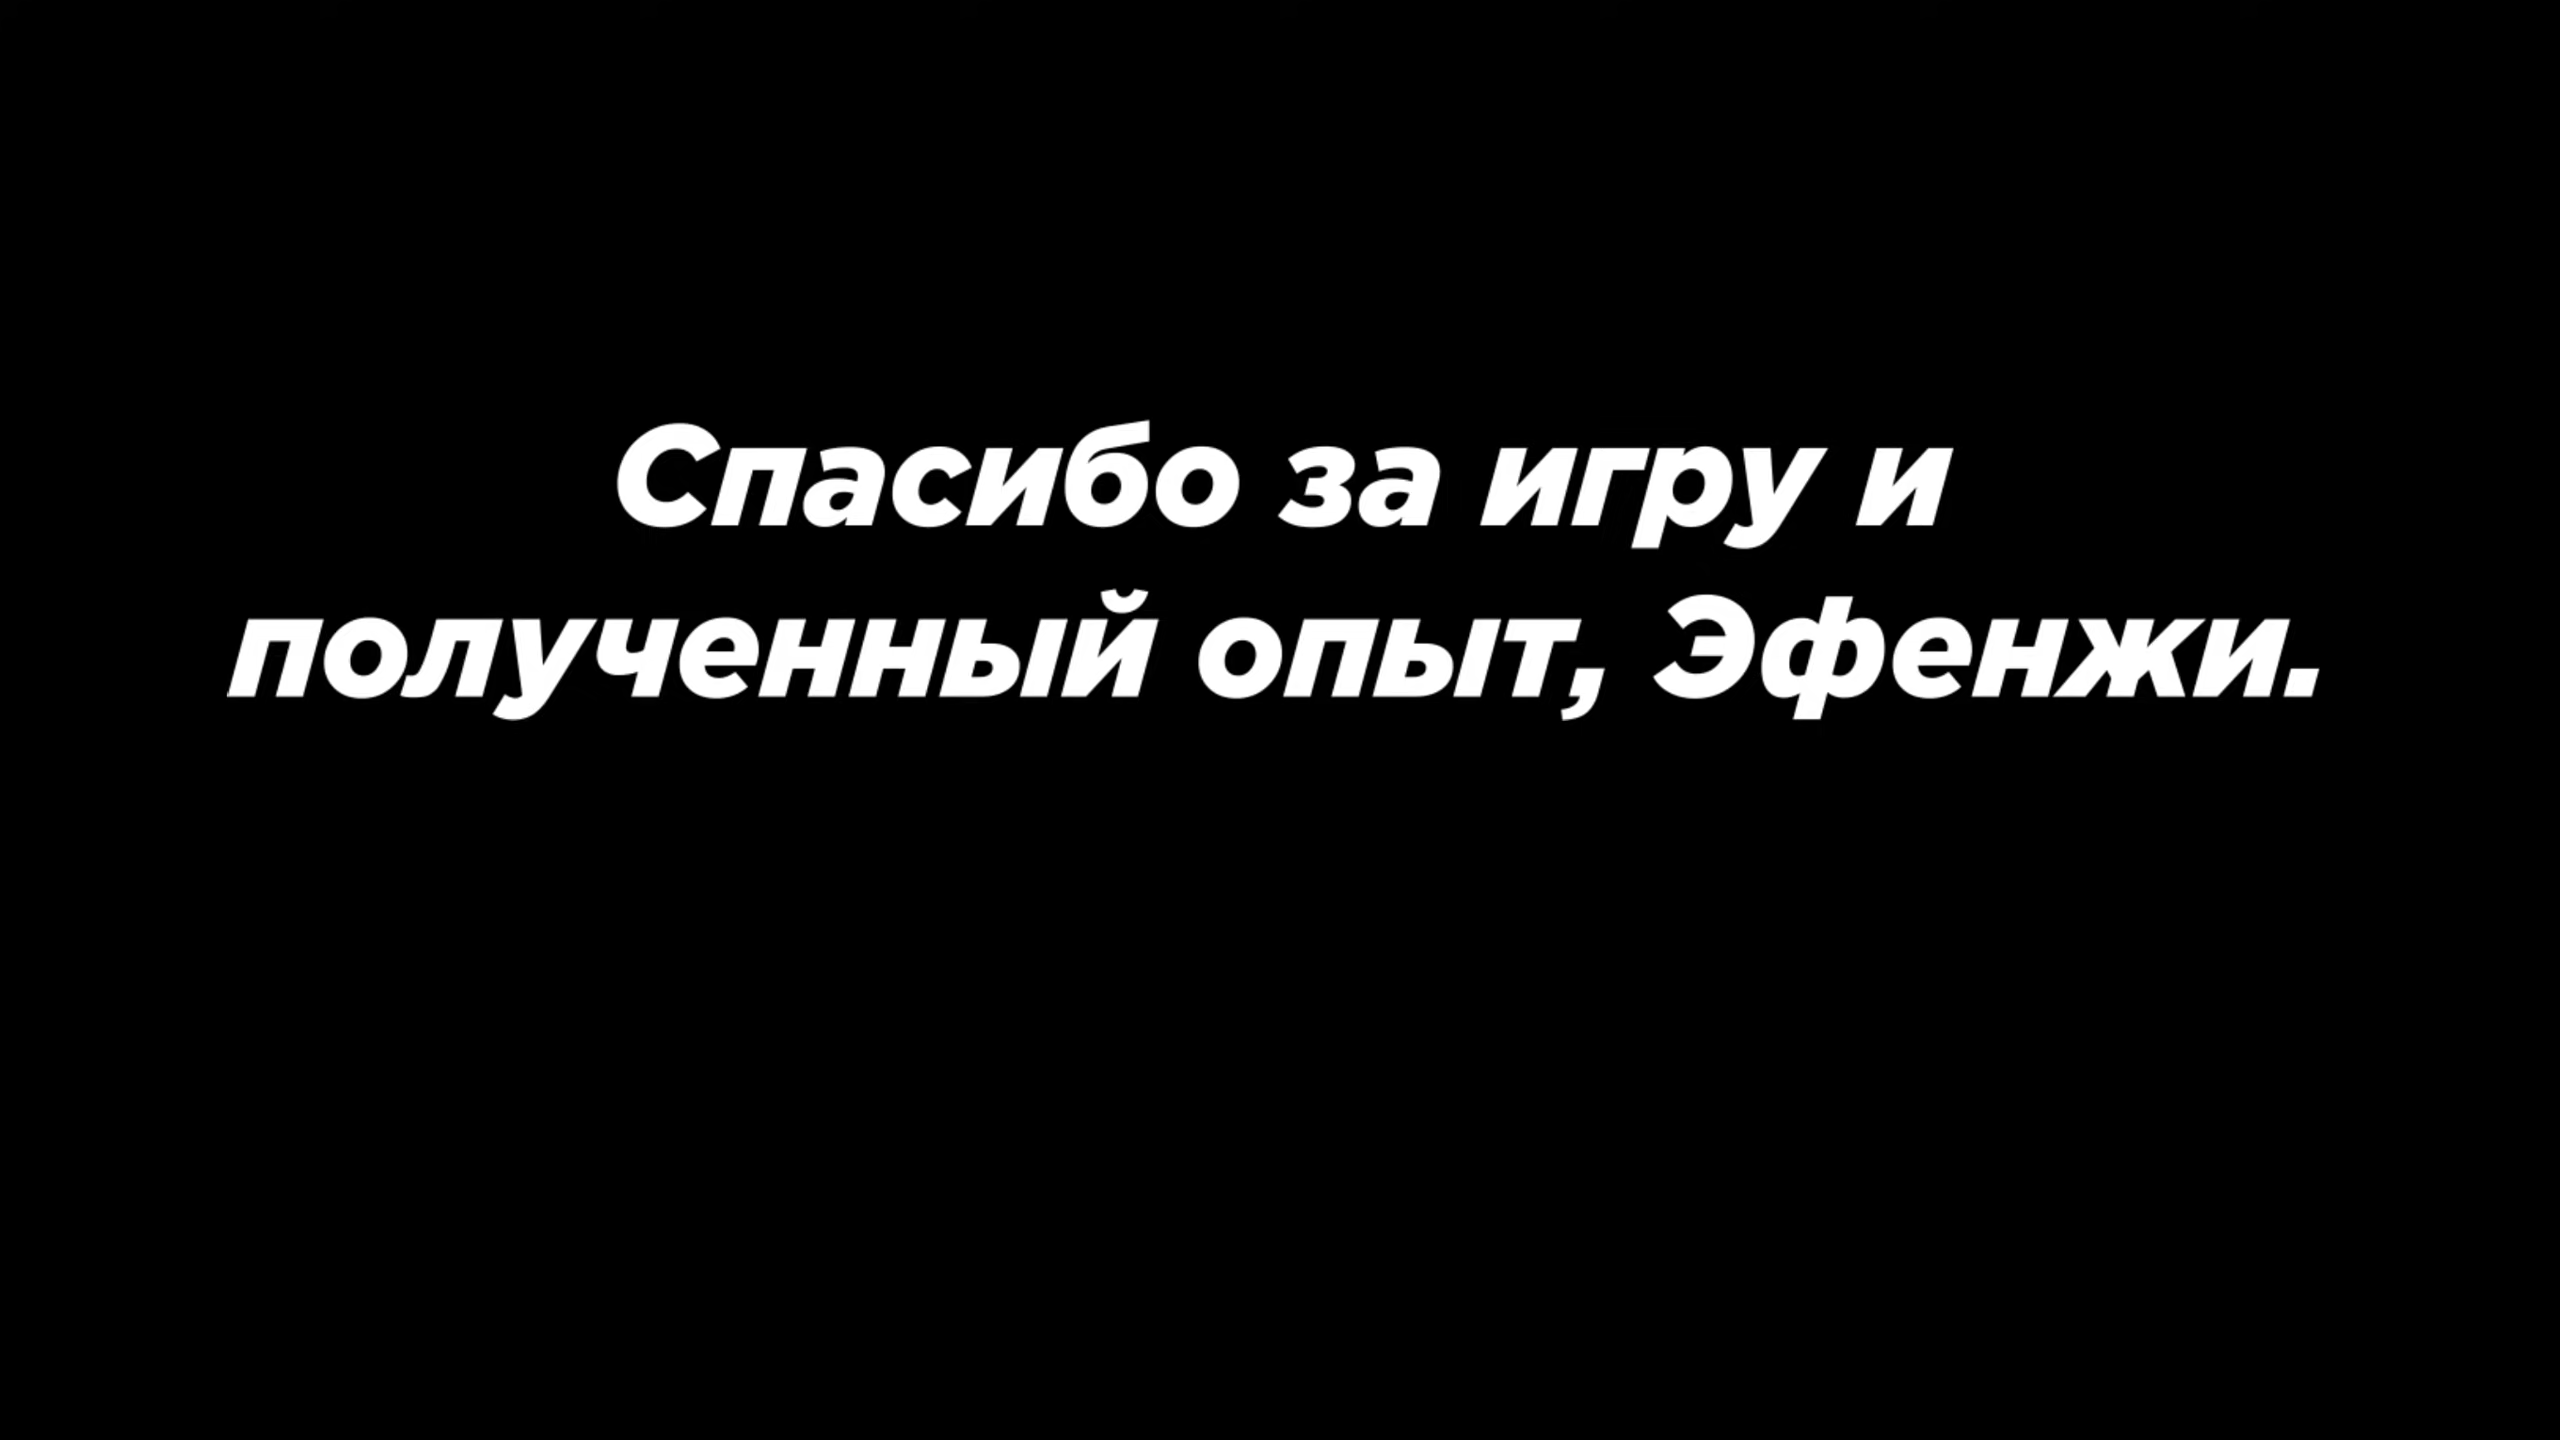 Спасибо за игру и
полученный опыт, Эфенжи.